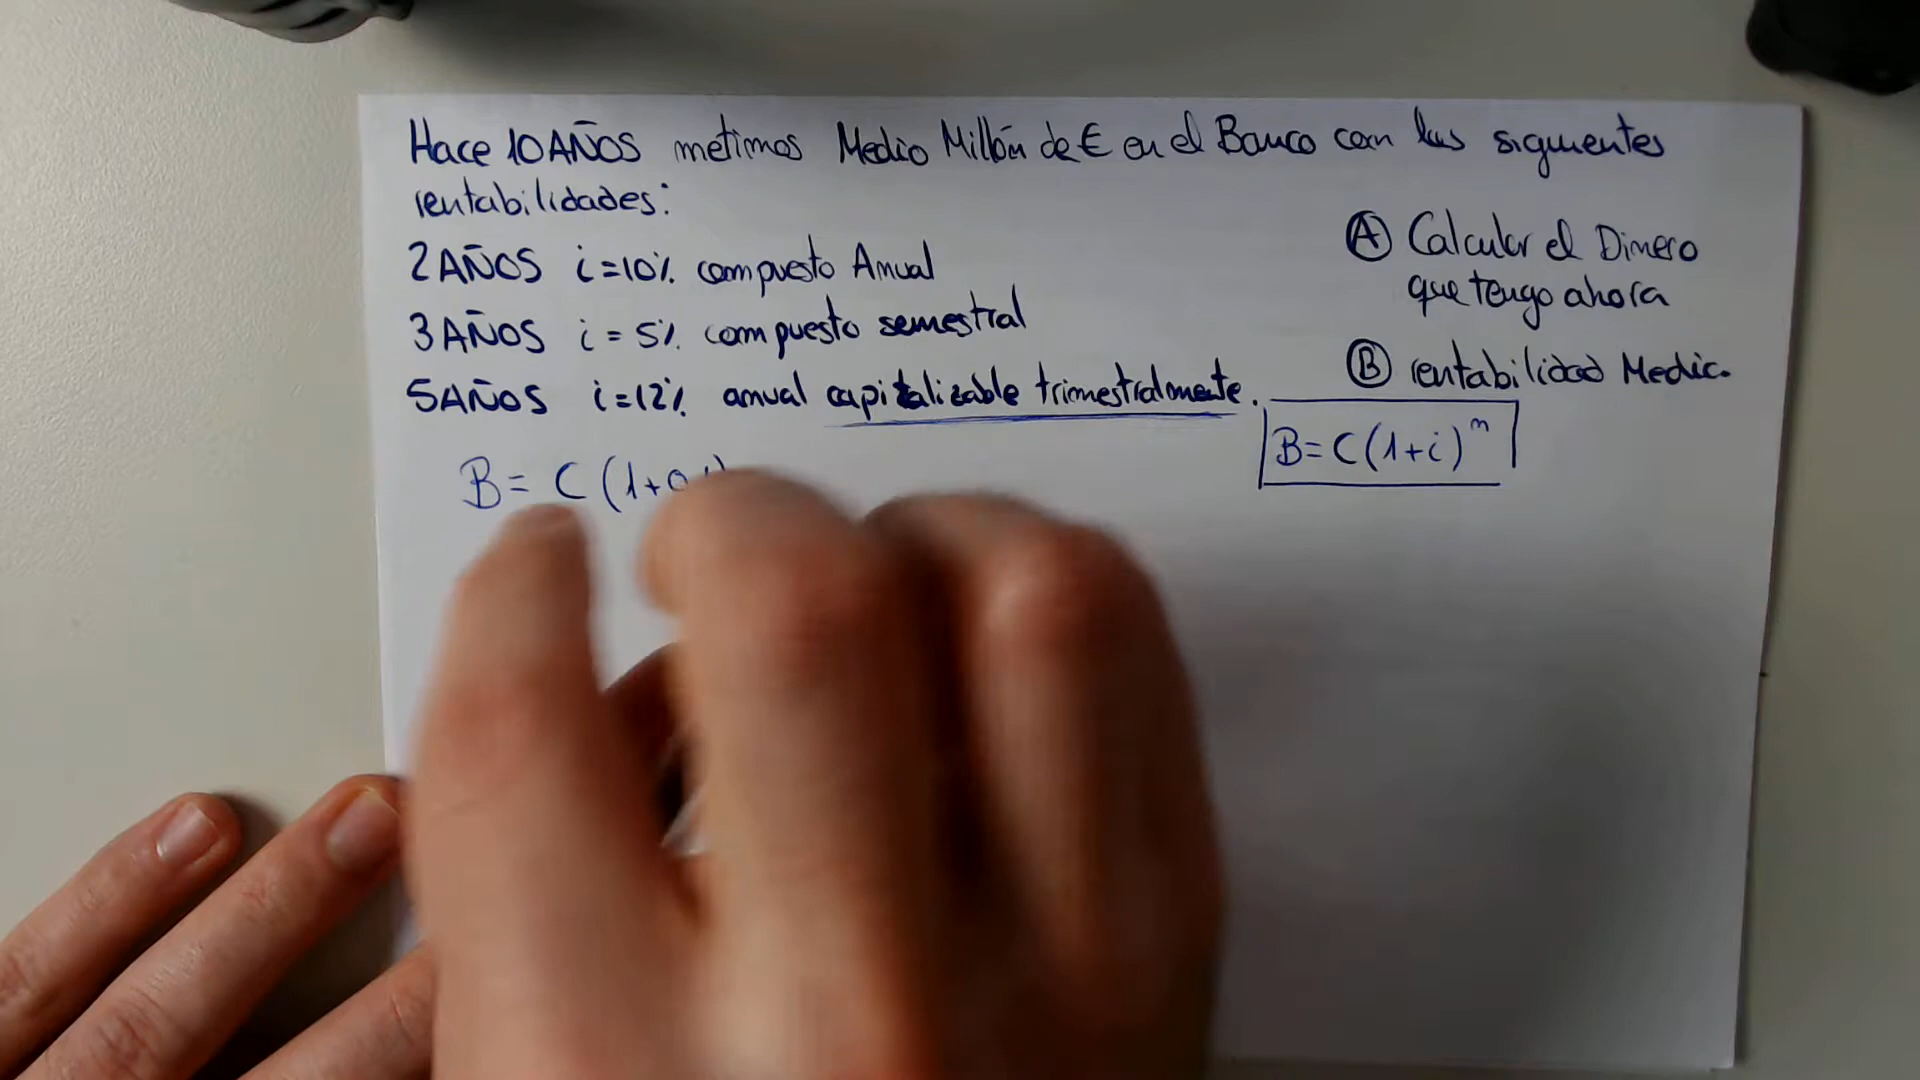 Hace 10 AÑOS metimos Medio Millón de € en el Banco con las siguientes
rentabilidades:
2 AÑOS i=10% compuesto Anual
3 AÑOS i=5% compuesto semestral
5 AÑOS i=12% anual capitalizable trimestralmente.
Ⓐ Calcular el Dinero
que tengo ahora
Ⓑ rentabilidad Media.
B=C(1+i)^n
B= C(1+0